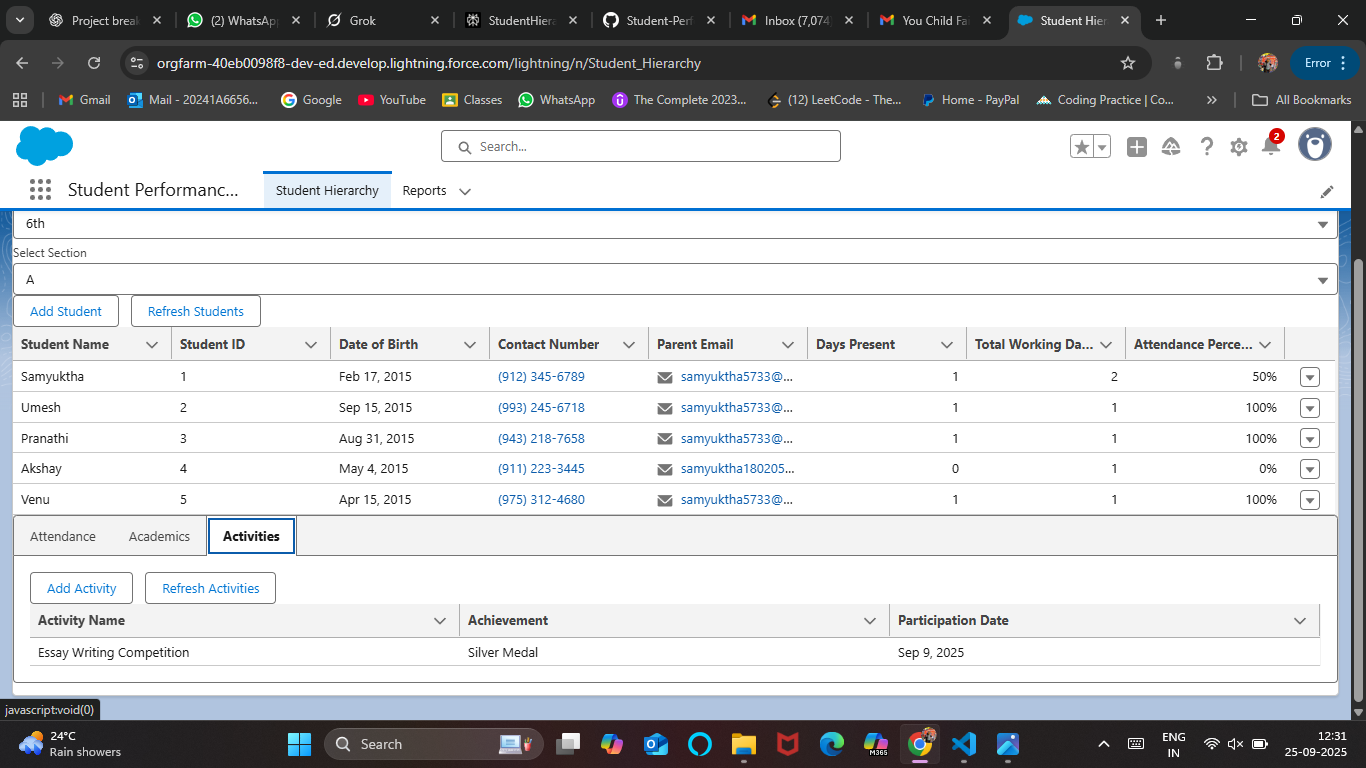 Project break
(2) WhatsApp
Grok
StudentHiera
Student-Perf
Inbox (7,074)
You Child Fai
Student Hier
orgfarm-40eb0098f8-dev-ed.develop.lightning.force.com/lightning/n/Student_Hierarchy
Error
Gmail
Mail - 20241A6656...
Google
YouTube
Classes
WhatsApp
The Complete 2023...
(12) LeetCode - The...
Home - PayPal
Coding Practice | Co...
All Bookmarks
Search...
2
Student Performanc...
Student Hierarchy
Reports
6th
Select Section
A
Add Student
Refresh Students
Student Name Student ID Date of Birth Contact Number Parent Email Days Present Total Working Da... Attendance Perce...
Samyuktha 1 Feb 17, 2015 (912) 345-6789 samyuktha5733@... 1 2 50%
Umesh 2 Sep 15, 2015 (993) 245-6718 samyuktha5733@... 1 1 100%
Pranathi 3 Aug 31, 2015 (943) 218-7658 samyuktha5733@... 1 1 100%
Akshay 4 May 4, 2015 (911) 223-3445 samyuktha180205... 0 1 0%
Venu 5 Apr 15, 2015 (975) 312-4680 samyuktha5733@... 1 1 100%
Attendance Academics Activities
Add Activity
Refresh Activities
Activity Name Achievement Participation Date
Essay Writing Competition Silver Medal Sep 9, 2025
javascript:void(0)
24°C
Rain showers
Search
M365
ENG
IN
12:31
25-09-2025